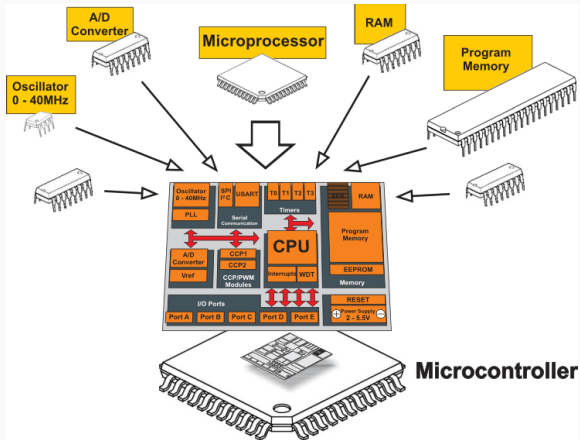 A/D
Converter
Microprocessor
RAM
Program
Memory
Oscillator
0 - 40MHz
Oscillator
0 - 40MHz
PLL
SPI
I²C
USART
Serial
Communication
T0
T1
T2
T3
Timers
RAM
Program
Memory
EEPROM
Memory
CPU
Interrupts
WDT
A/D
Converter
Vref
CCP1
CCP2
CCP/PWM
Modules
I/O Ports
Port A
Port B
Port C
Port D
Port E
RESET
Power Supply
2 - 5.5V
Microcontroller